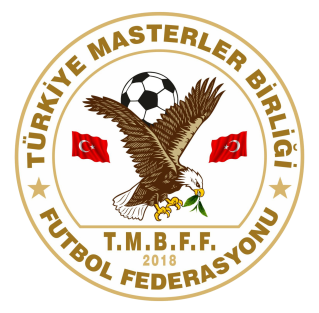 TÜRKİYE MASTERLER BİRLİĞİ
T.M.B.F.F.
2018
FUTBOL FEDERASYONU